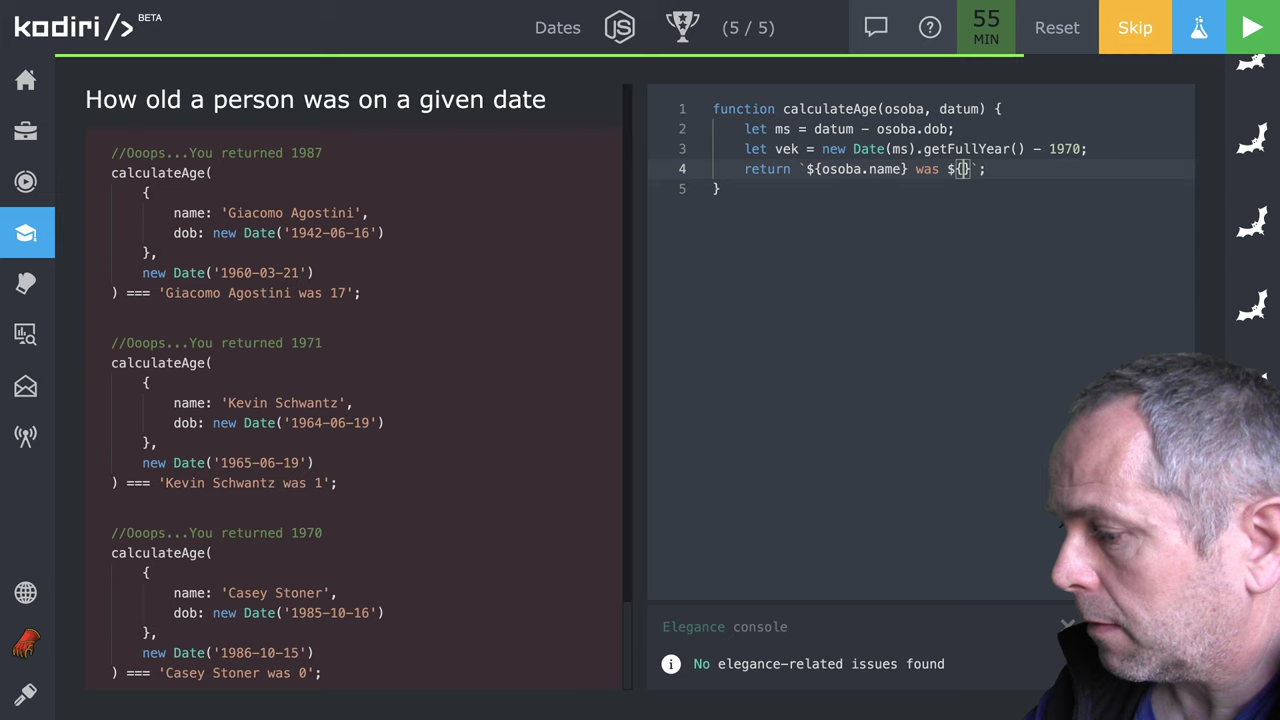 kodiri/> BETA
Dates
JS
(5 / 5)
55
MIN
Reset
Skip
How old a person was on a given date
//Ooops...You returned 1987
calculateAge(
{
name: 'Giacomo Agostini',
dob: new Date('1942-06-16')
},
new Date('1960-03-21')
) === 'Giacomo Agostini was 17';
//Ooops...You returned 1971
calculateAge(
{
name: 'Kevin Schwantz',
dob: new Date('1964-06-19')
},
new Date('1965-06-19')
) === 'Kevin Schwantz was 1';
//Ooops...You returned 1970
calculateAge(
{
name: 'Casey Stoner',
dob: new Date('1985-10-16')
},
new Date('1986-10-15')
) === 'Casey Stoner was 0';
1 function calculateAge(osoba, datum) {
2 let ms = datum - osoba.dob;
3 let vek = new Date(ms).getFullYear() - 1970;
4 return `${osoba.name} was ${}`;
5 }
Elegance console
No elegance-related issues found